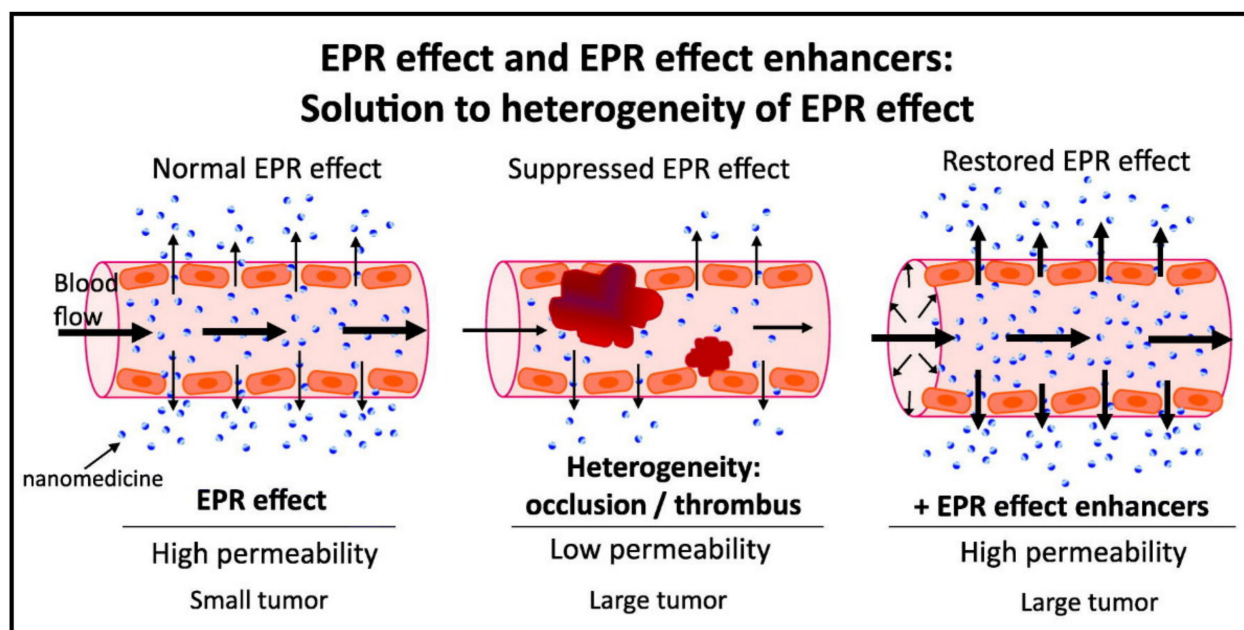 EPR effect and EPR effect enhancers:
Solution to heterogeneity of EPR effect
Normal EPR effect
Blood
flow
nanomedicine
EPR effect
High permeability
Small tumor
Suppressed EPR effect
Heterogeneity:
occlusion / thrombus
Low permeability
Large tumor
Restored EPR effect
+ EPR effect enhancers
High permeability
Large tumor